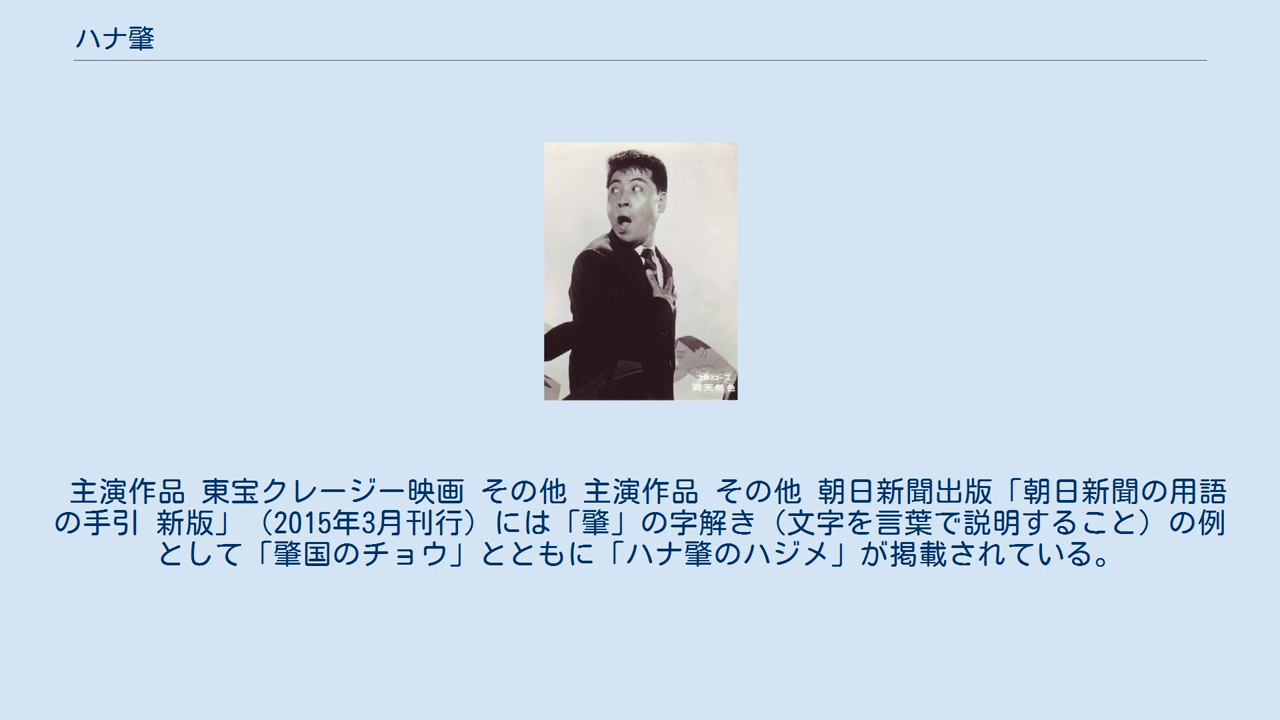 ハナ肇
総天然色
主演作品 東宝クレージー映画 その他 主演作品 その他 朝日新聞出版「朝日新聞の用語
の手引 新版」（2015年3月刊行）には「肇」の字解き（文字を言葉で説明すること）の例
として「肇国のチョウ」とともに「ハナ肇のハジメ」が掲載されている。